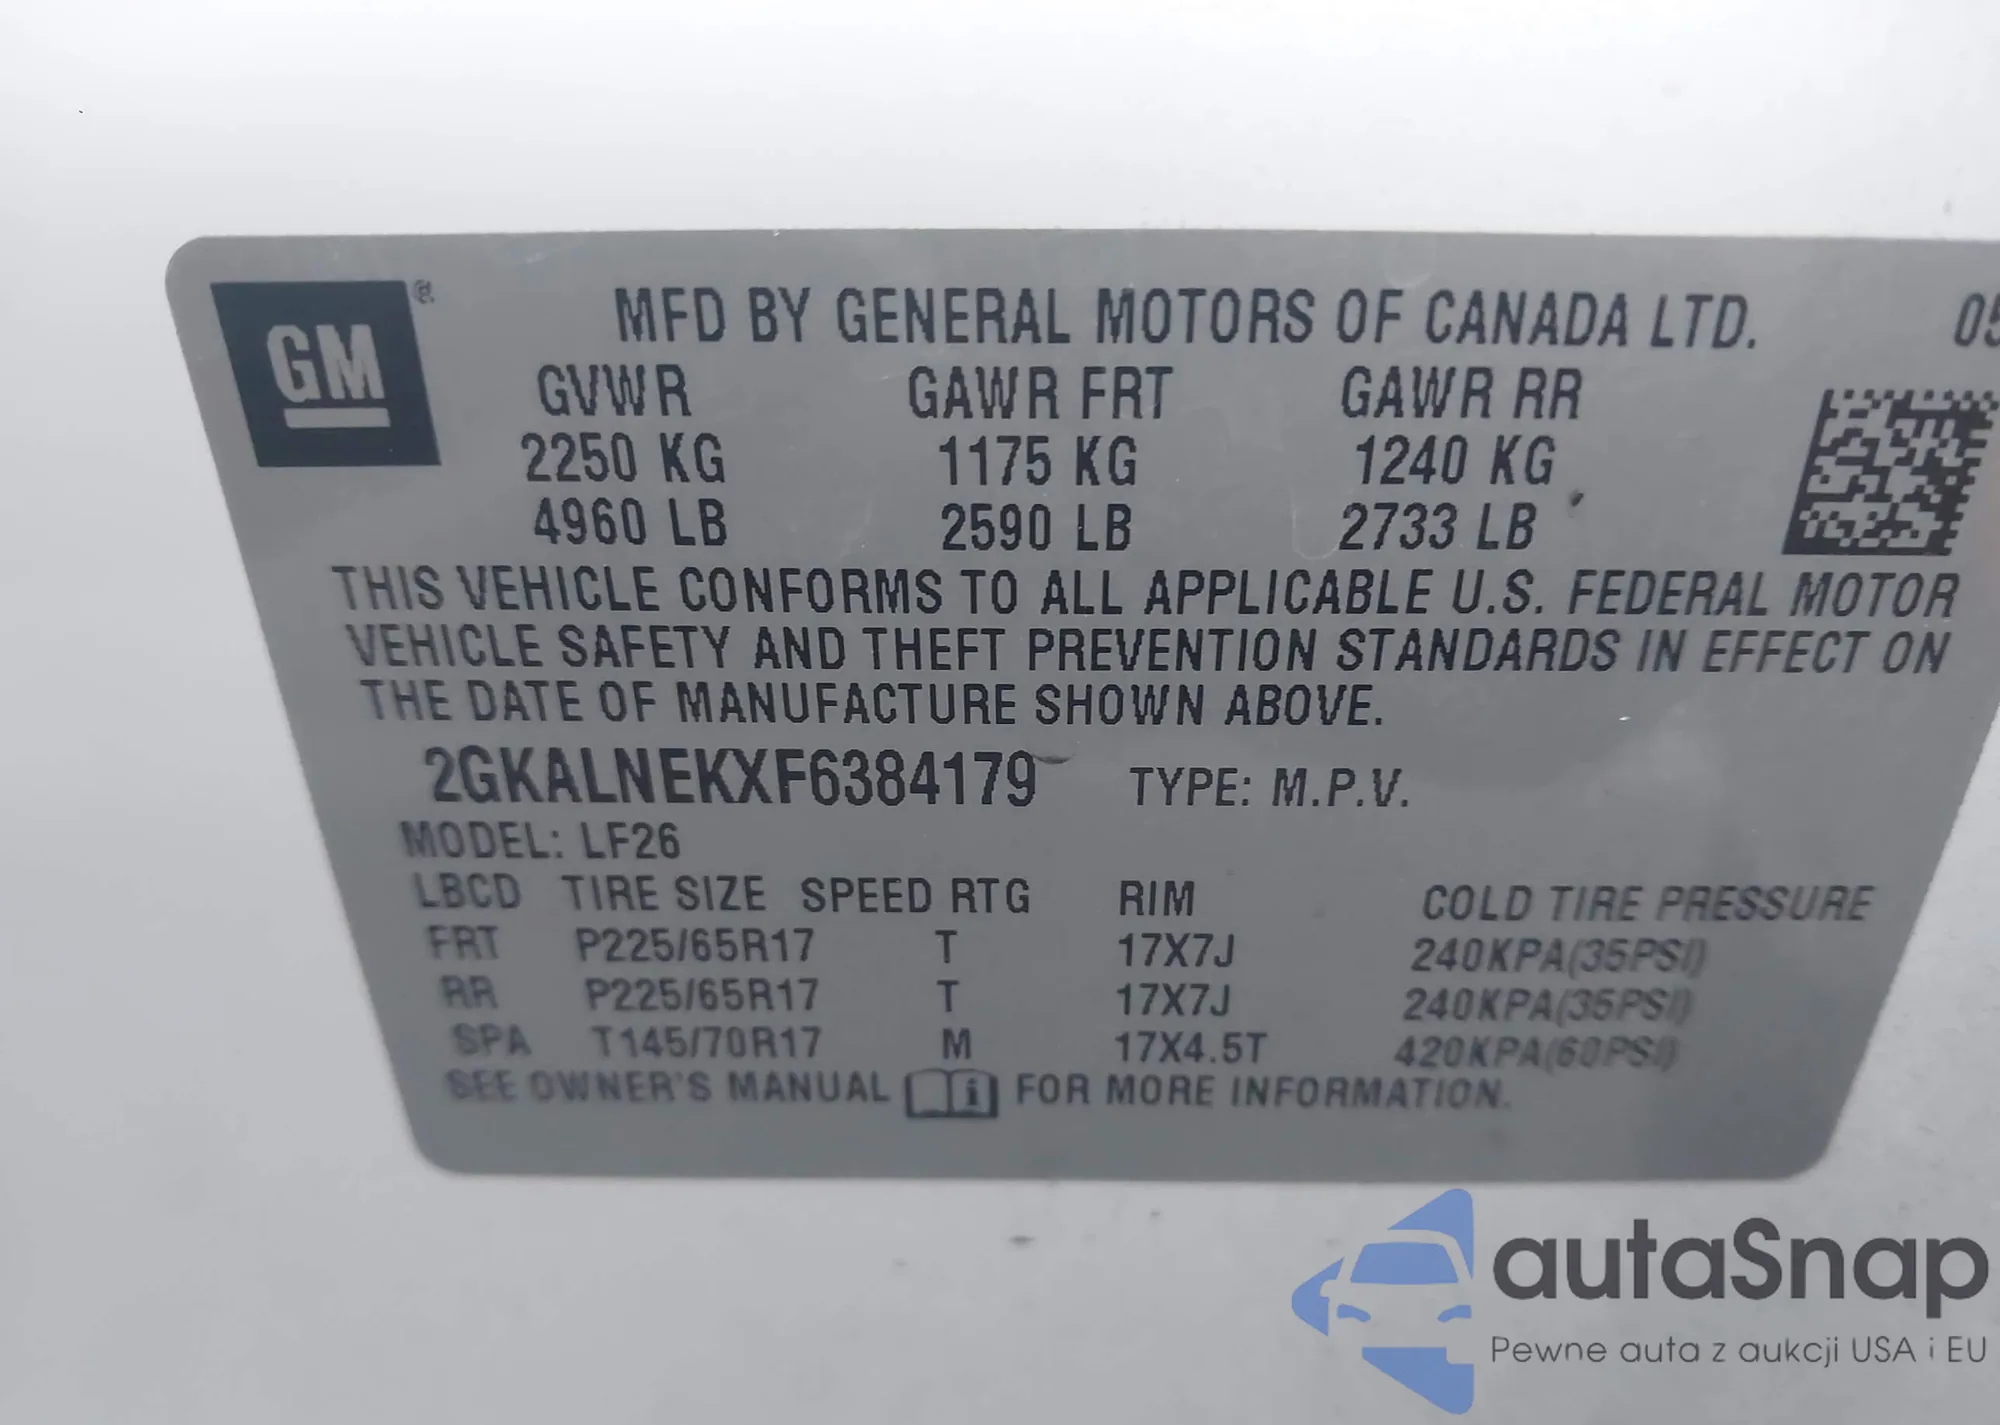 GM ®
MFD BY GENERAL MOTORS OF CANADA LTD. 05
GVWR GAWR FRT GAWR RR
2250 KG 1175 KG 1240 KG
4960 LB 2590 LB 2733 LB
THIS VEHICLE CONFORMS TO ALL APPLICABLE U.S. FEDERAL MOTOR
VEHICLE SAFETY AND THEFT PREVENTION STANDARDS IN EFFECT ON
THE DATE OF MANUFACTURE SHOWN ABOVE.
2GKALNEKXF6384179 TYPE: M.P.V.
MODEL: LF26
LBCD TIRE SIZE SPEED RTG RIM COLD TIRE PRESSURE
FRT P225/65R17 T 17X7J 240KPA(35PSI)
RR P225/65R17 T 17X7J 240KPA(35PSI)
SPA T145/70R17 M 17X4.5T 420KPA(60PSI)
SEE OWNER'S MANUAL i FOR MORE INFORMATION.
autaSnap
Pewne auta z aukcji USA i EU